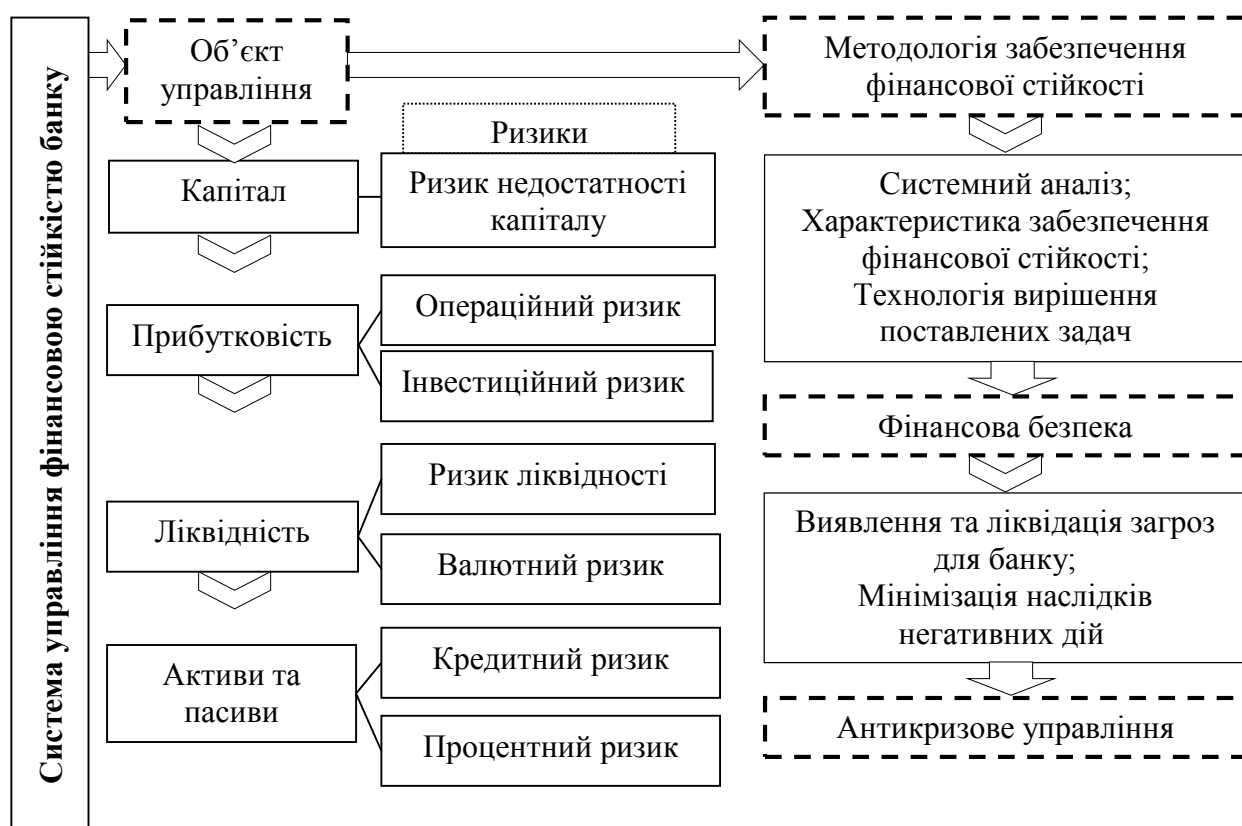 Система управління фінансовою стійкістю банку
Об’єкт
управління
Ризики
Капітал
Ризик недостатності
капіталу
Прибутковість
Операційний ризик
Інвестиційний ризик
Ліквідність
Ризик ліквідності
Валютний ризик
Активи та
пасиви
Кредитний ризик
Процентний ризик
Методологія забезпечення
фінансової стійкості
Системний аналіз;
Характеристика забезпечення
фінансової стійкості;
Технологія вирішення
поставлених задач
Фінансова безпека
Виявлення та ліквідація загроз
для банку;
Мінімізація наслідків
негативних дій
Антикризове управління